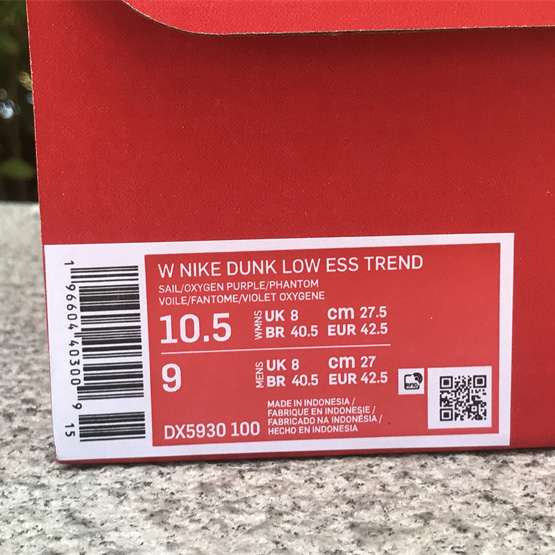 W NIKE DUNK LOW ESS TREND
SAIL/OXYGEN PURPLE/PHANTOM
VOILE/FANTOME/VIOLET OXYGENE
10.5 WMNS UK 8 cm 27.5
BR 40.5 EUR 42.5
9 MENS UK 8 cm 27
BR 40.5 EUR 42.5
RFID
DX5930 100
MADE IN INDONESIA /
FABRIQUE EN INDONESIE /
FABRICADO NA INDONÉSIA /
HECHO EN INDONESIA
1 96604 40300 9 15